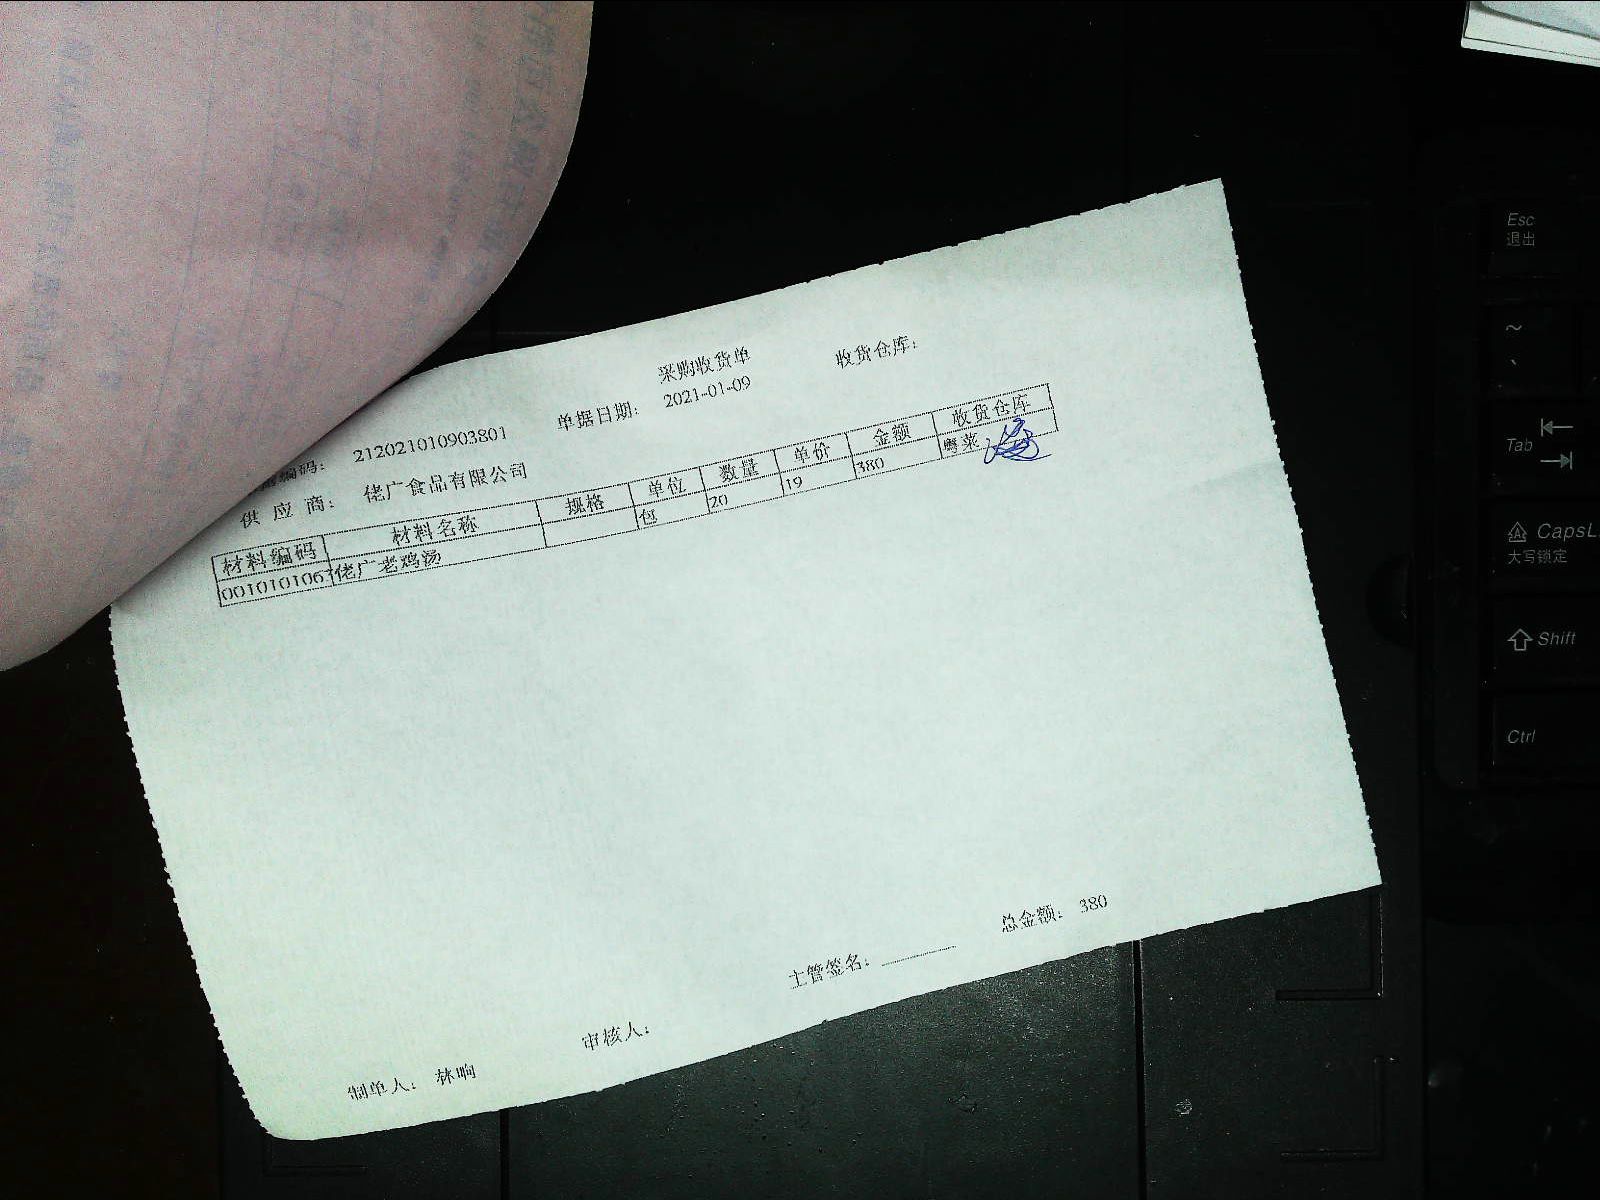 采购收货单
收货仓库:
单据日期: 2021-01-09
编码: 212021010903801
供 应 商: 佬广食品有限公司
材料编码 材料名称 规格 单位 数量 单价 金额 收货仓库
0010101063 佬广老鸡汤 包 20 19 380 粤菜
总金额: 380
主管签名:
审核人:
制单人: 林晌
Esc
退出
~
Tab
CapsL
大写锁定
Shift
Ctrl